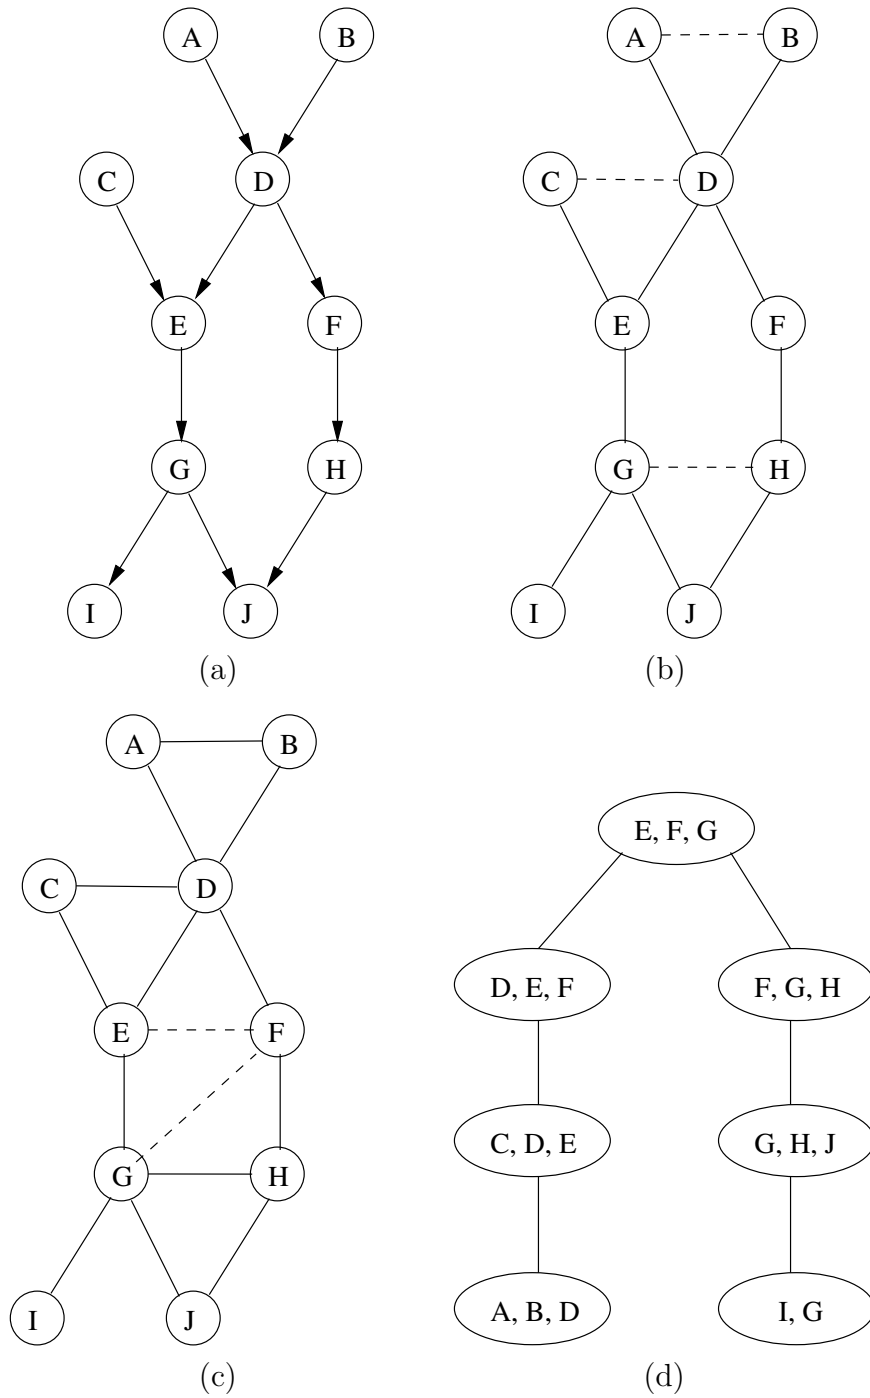 A B
C D
E F
G H
I J
(a)
A B
C D
E F
G H
I J
(b)
A B
C D
E F
G H
I J
(c)
E, F, G
D, E, F F, G, H
C, D, E G, H, J
A, B, D I, G
(d)